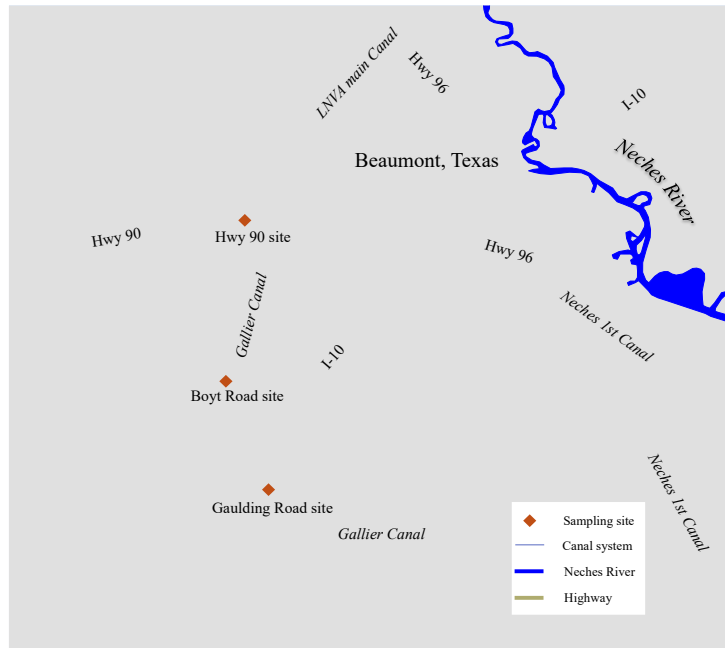 LNVA main Canal
Hwy 96
I-10
Beaumont, Texas
Neches River
Hwy 90
Hwy 90 site
Hwy 96
Gallier Canal
Neches 1st Canal
I-10
Boyt Road site
Gaulding Road site
Gallier Canal
Neches 1st Canal
Sampling site
Canal system
Neches River
Highway